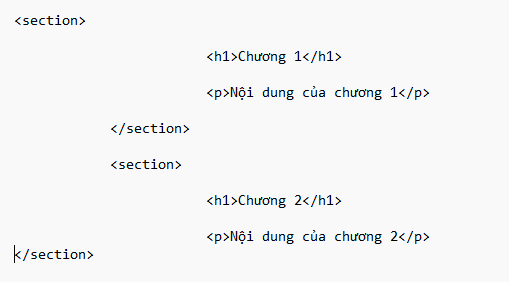 <section>
<h1>Chương 1</h1>
<p>Nội dung của chương 1</p>
</section>
<section>
<h1>Chương 2</h1>
<p>Nội dung của chương 2</p>
</section>